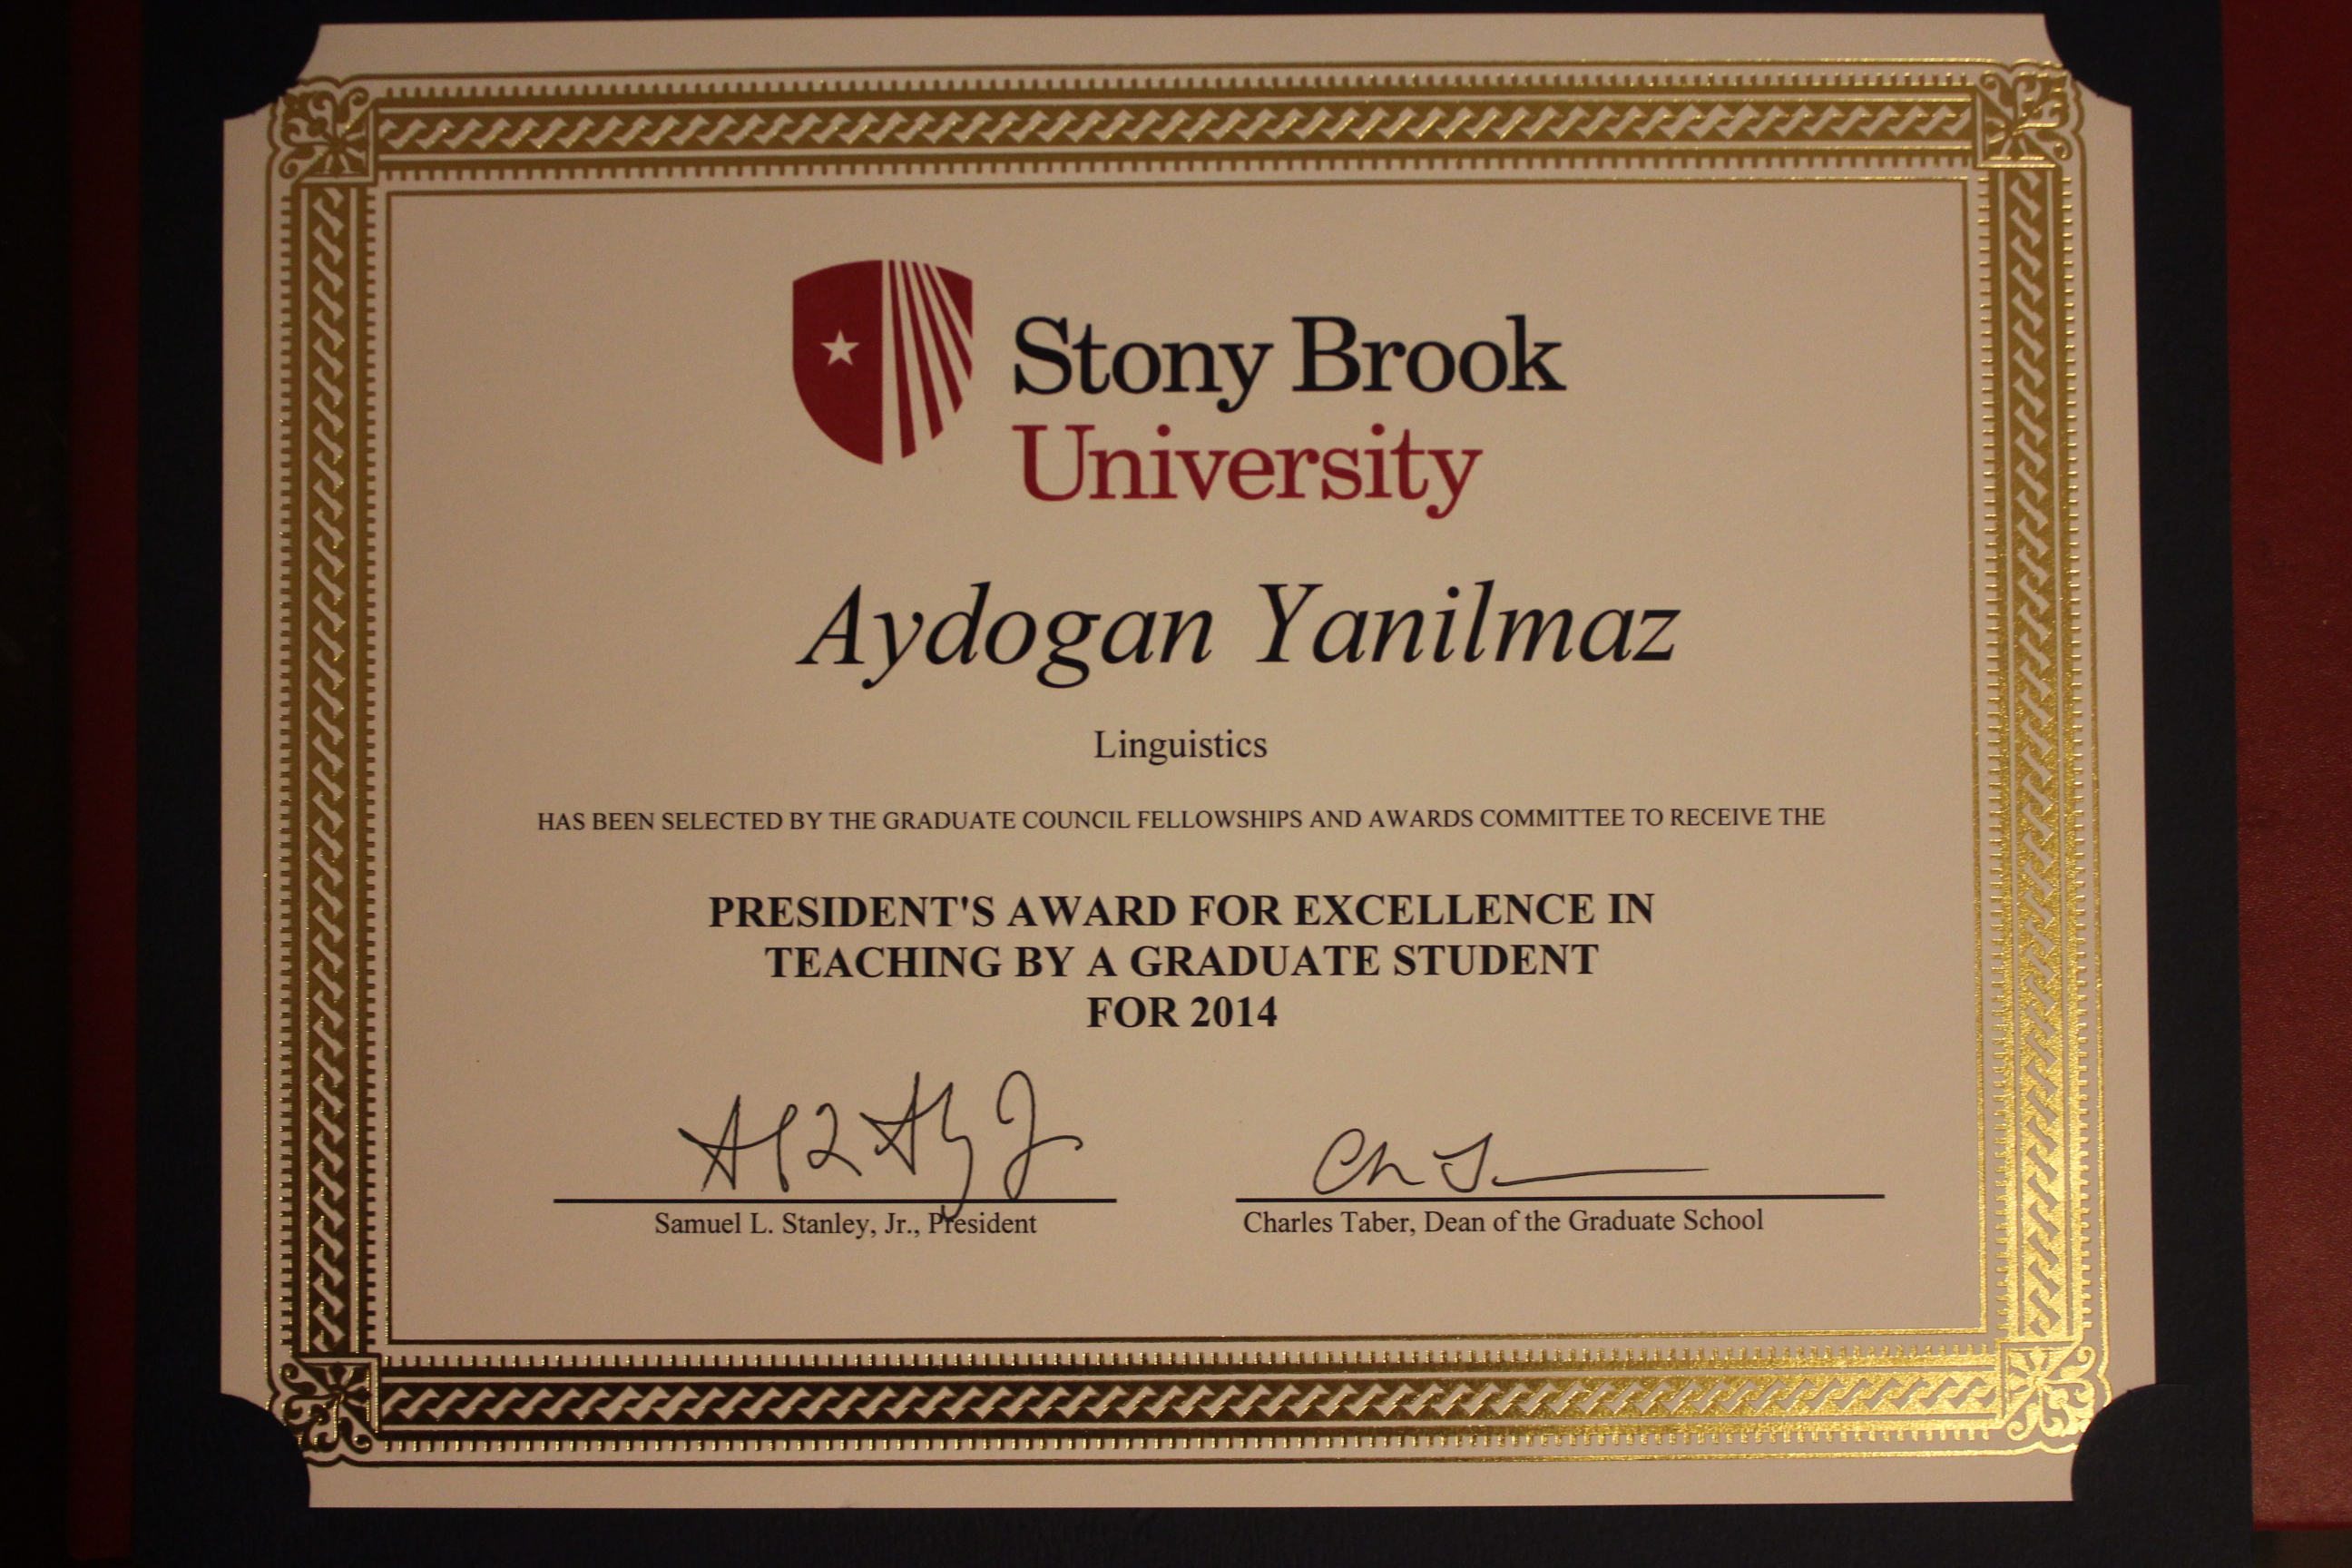 Stony Brook
University
Aydogan Yanilmaz
Linguistics
HAS BEEN SELECTED BY THE GRADUATE COUNCIL FELLOWSHIPS AND AWARDS COMMITTEE TO RECEIVE THE
PRESIDENT'S AWARD FOR EXCELLENCE IN
TEACHING BY A GRADUATE STUDENT
FOR 2014
Samuel L. Stanley, Jr., President
Charles Taber, Dean of the Graduate School